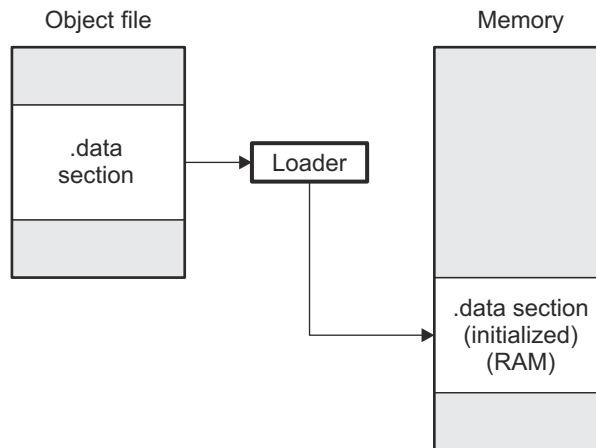 Object file
Memory
.data
section
Loader
.data section
(initialized)
(RAM)